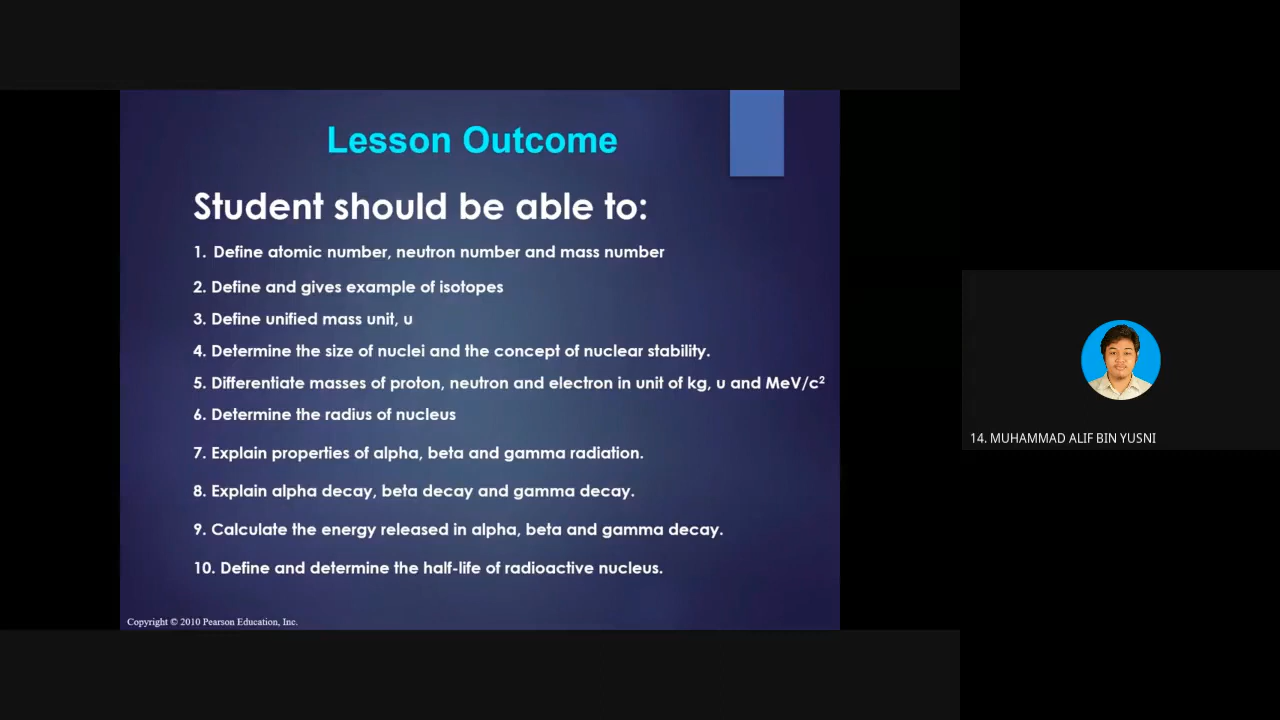 Lesson Outcome
Student should be able to:
1. Define atomic number, neutron number and mass number
2. Define and gives example of isotopes
3. Define unified mass unit, u
4. Determine the size of nuclei and the concept of nuclear stability.
5. Differentiate masses of proton, neutron and electron in unit of kg, u and MeV/c²
6. Determine the radius of nucleus
7. Explain properties of alpha, beta and gamma radiation.
8. Explain alpha decay, beta decay and gamma decay.
9. Calculate the energy released in alpha, beta and gamma decay.
10. Define and determine the half-life of radioactive nucleus.
Copyright © 2010 Pearson Education, Inc.
14. MUHAMMAD ALIF BIN YUSNI